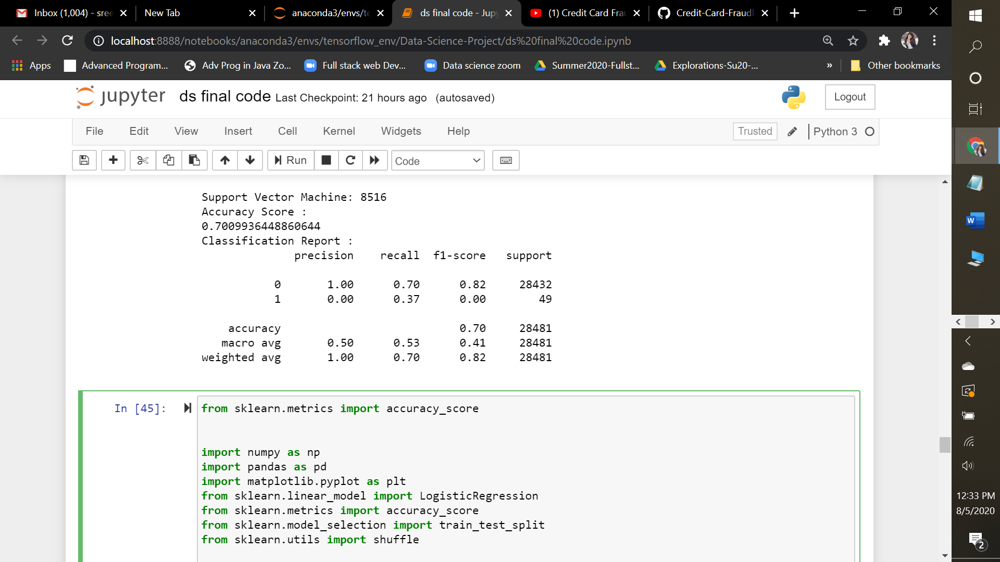 Inbox (1,004) - sree
New Tab
anaconda3/envs/te
ds final code - Jupy
(1) Credit Card Fra
Credit-Card-Fraud
localhost:8888/notebooks/anaconda3/envs/tensorflow_env/Data-Science-Project/ds%20final%20code.ipynb
Apps
Advanced Program...
Adv Prog in Java Zo...
Full stack web Dev...
Data science zoom
Summer2020-Fullst...
Explorations-Su20-...
»
Other bookmarks
jupyter ds final code Last Checkpoint: 21 hours ago (autosaved)
Logout
File Edit View Insert Cell Kernel Widgets Help
Trusted
Python 3
Run
Code
Support Vector Machine: 8516
Accuracy Score :
0.7009936448860644
Classification Report :
precision recall f1-score support
0 1.00 0.70 0.82 28432
1 0.00 0.37 0.00 49
accuracy 0.70 28481
macro avg 0.50 0.53 0.41 28481
weighted avg 1.00 0.70 0.82 28481
In [45]:
from sklearn.metrics import accuracy_score
import numpy as np
import pandas as pd
import matplotlib.pyplot as plt
from sklearn.linear_model import LogisticRegression
from sklearn.metrics import accuracy_score
from sklearn.model_selection import train_test_split
from sklearn.utils import shuffle
W
12:33 PM
8/5/2020
2